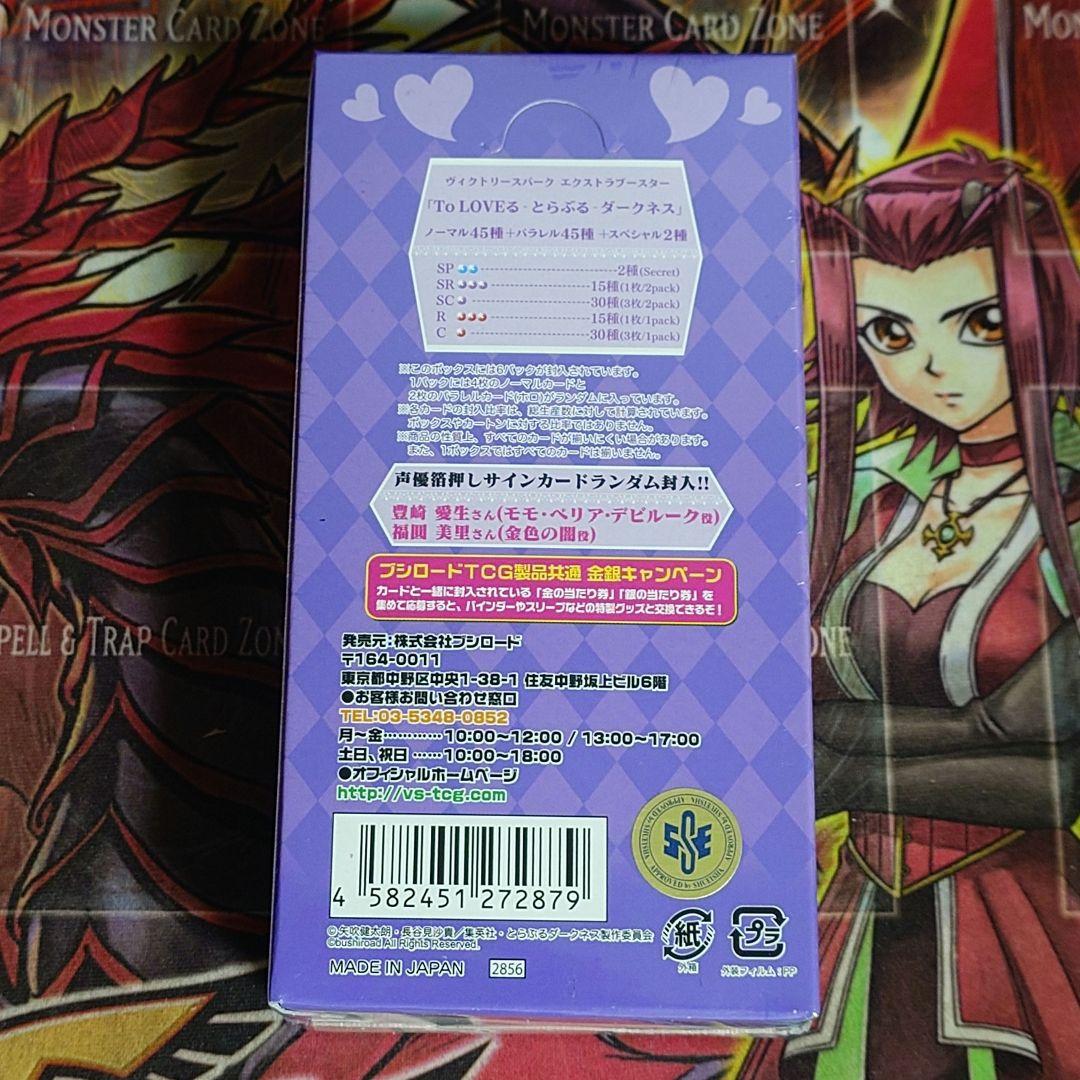 MONSTER CARD ZONE
MONSTER CARD ZONE
MO
ヴィクトリースパーク エクストラブースター
「To LOVEる-とらぶる-ダークネス」
ノーマル45種+パラレル45種+スペシャル2種
SP 2種(Secret)
SR 15種(1枚/2pack)
SC 30種(3枚/2pack)
R 15種(1枚/1pack)
C 30種(3枚/1pack)
※このボックスには6パックが封入されています。
1パックには4枚のノーマルカードと
2枚のパラレルカード(ホロ)がランダムに入っています。
※各カードの封入比率は、総生産数に対して計算されています。
ボックスやカートンに対する比率ではありません。
※商品の性質上、すべてのカードが揃いにくい場合があります。
また、1ボックスではすべてのカードは揃いません。
声優箔押しサインカードランダム封入!!
豊崎 愛生さん(モモ・ベリア・デビルーク役)
福圓 美里さん(金色の闇役)
ブシロードTCG製品共通 金銀キャンペーン
カードと一緒に封入されている「金の当たり券」「銀の当たり券」を
集めて応募すると、バインダーやスリーブなどの特製グッズと交換できるぞ!
PELL & TRAP CARD ZON
発売元:株式会社ブシロード
〒164-0011
東京都中野区中央1-38-1 住友中野坂上ビル6階
●お客様お問い合わせ窓口
TEL:03-5348-0852
月~金…………10:00~12:00 / 13:00~17:00
土日、祝日……10:00~18:00
●オフィシャルホームページ
http://vs-tcg.com
4 582451 272879
APPROVED by SHUEISHA
©矢吹健太朗・長谷見沙貴/集英社・とらぶるダークネス製作委員会
©bushiroad All Rights Reserved.
MADE IN JAPAN 2856
紙
外箱
プラ
外装フィルム:PP